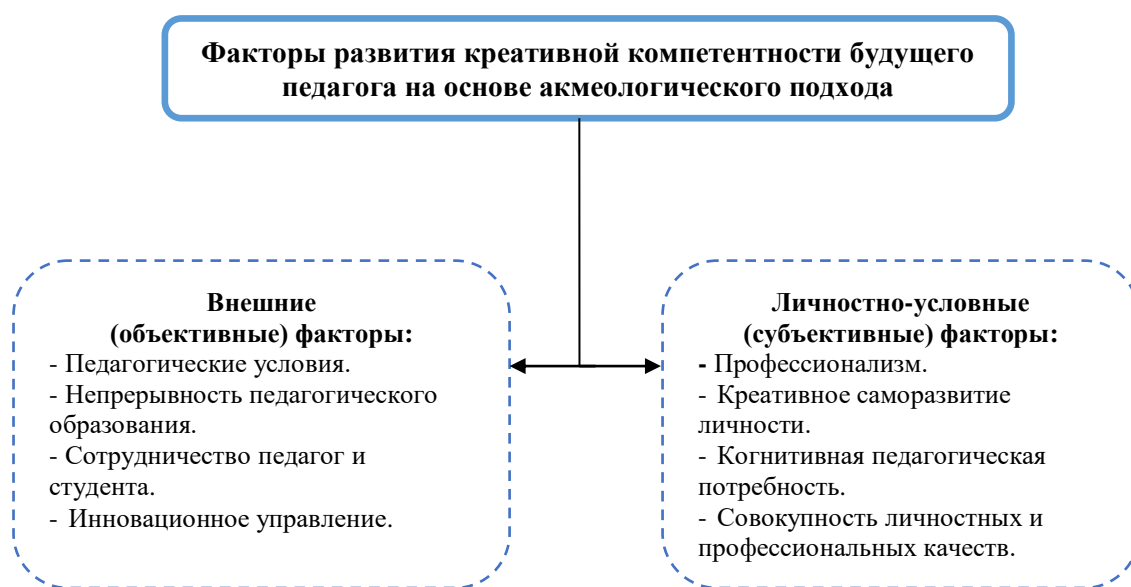 Факторы развития креативной компетентности будущего
педагога на основе акмеологического подхода
Внешние
(объективные) факторы:
- Педагогические условия.
- Непрерывность педагогического
образования.
- Сотрудничество педагог и
студента.
- Инновационное управление.
Личностно-условные
(субъективные) факторы:
- Профессионализм.
- Креативное саморазвитие
личности.
- Когнитивная педагогическая
потребность.
- Совокупность личностных и
профессиональных качеств.